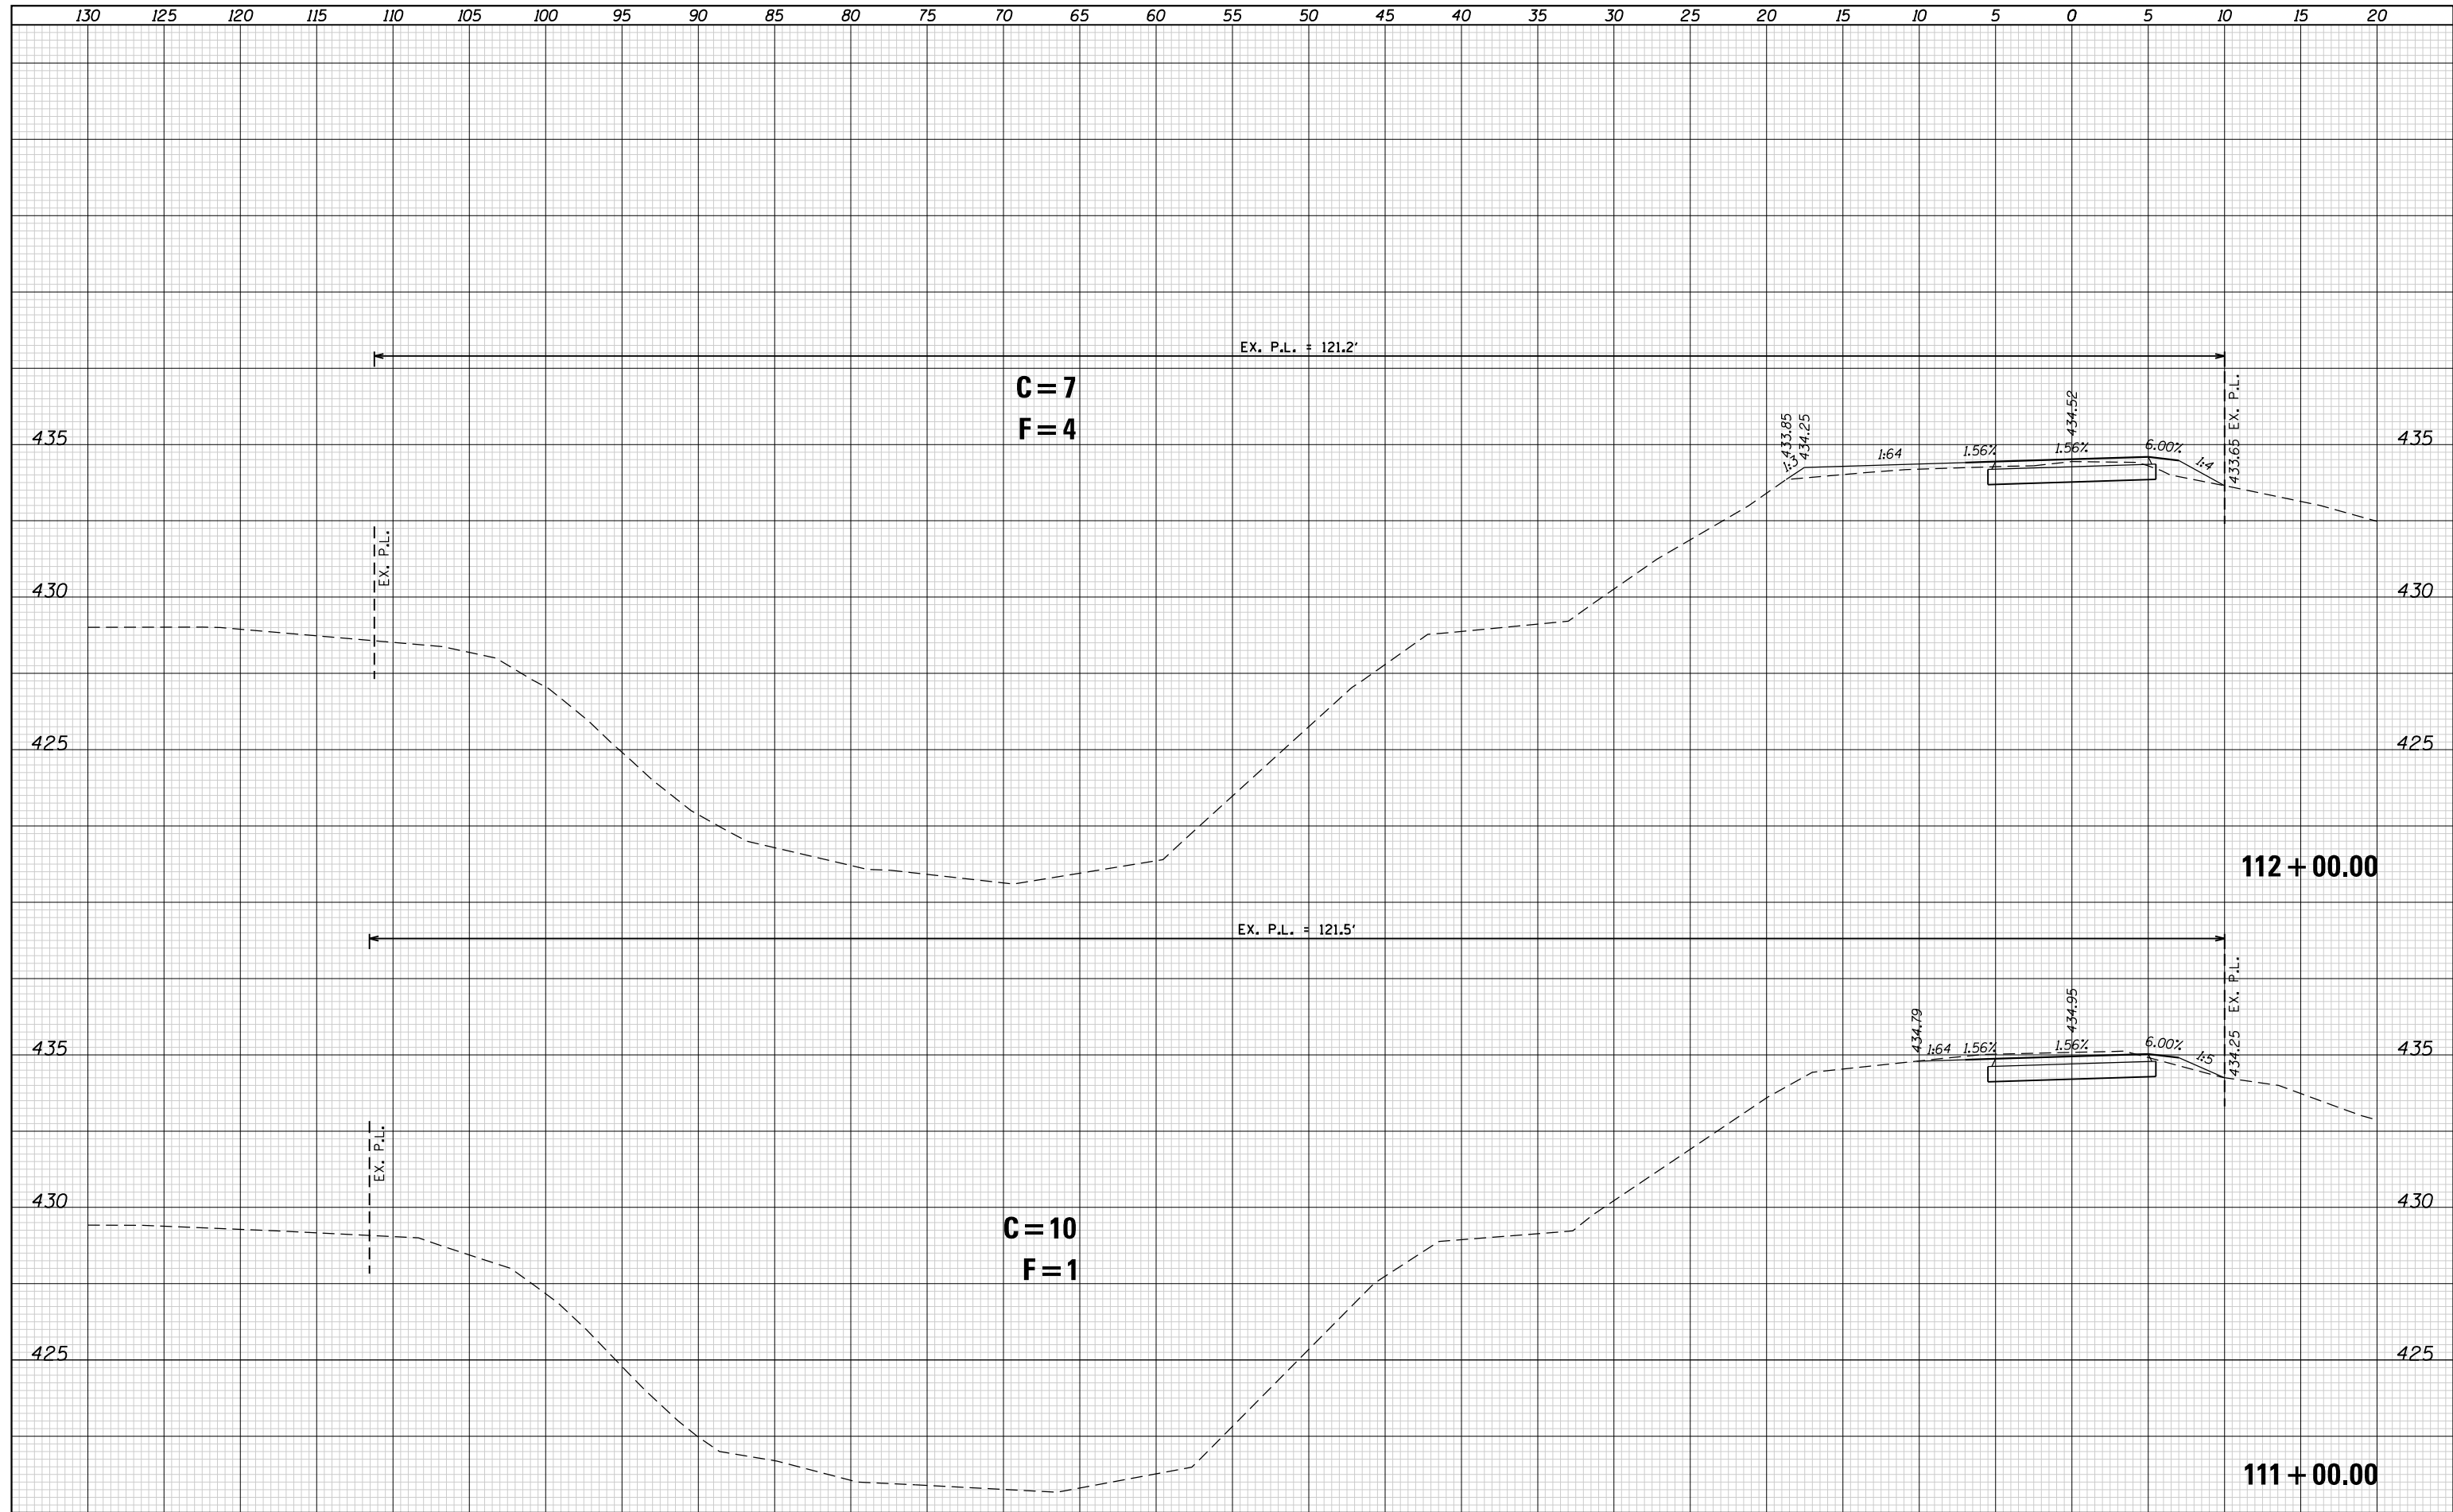 130 125 120 115 110 105 100 95 90 85 80 75 70 65 60 55 50 45 40 35 30 25 20 15 10 5 0 5 10 15 20
EX. P.L. = 121.2'
C = 7
F = 4
435
433.85
434.25
1:3
1:64
1.56%
434.52
1.56%
6.00%
1:4
433.65 EX. P.L.
435
EX. P.L.
430
430
425
425
112 + 00.00
EX. P.L. = 121.5'
435
434.79
1:64
1.56%
434.95
1.56%
6.00%
1:5
434.25 EX. P.L.
435
EX. P.L.
430
430
C = 10
F = 1
425
425
111 + 00.00